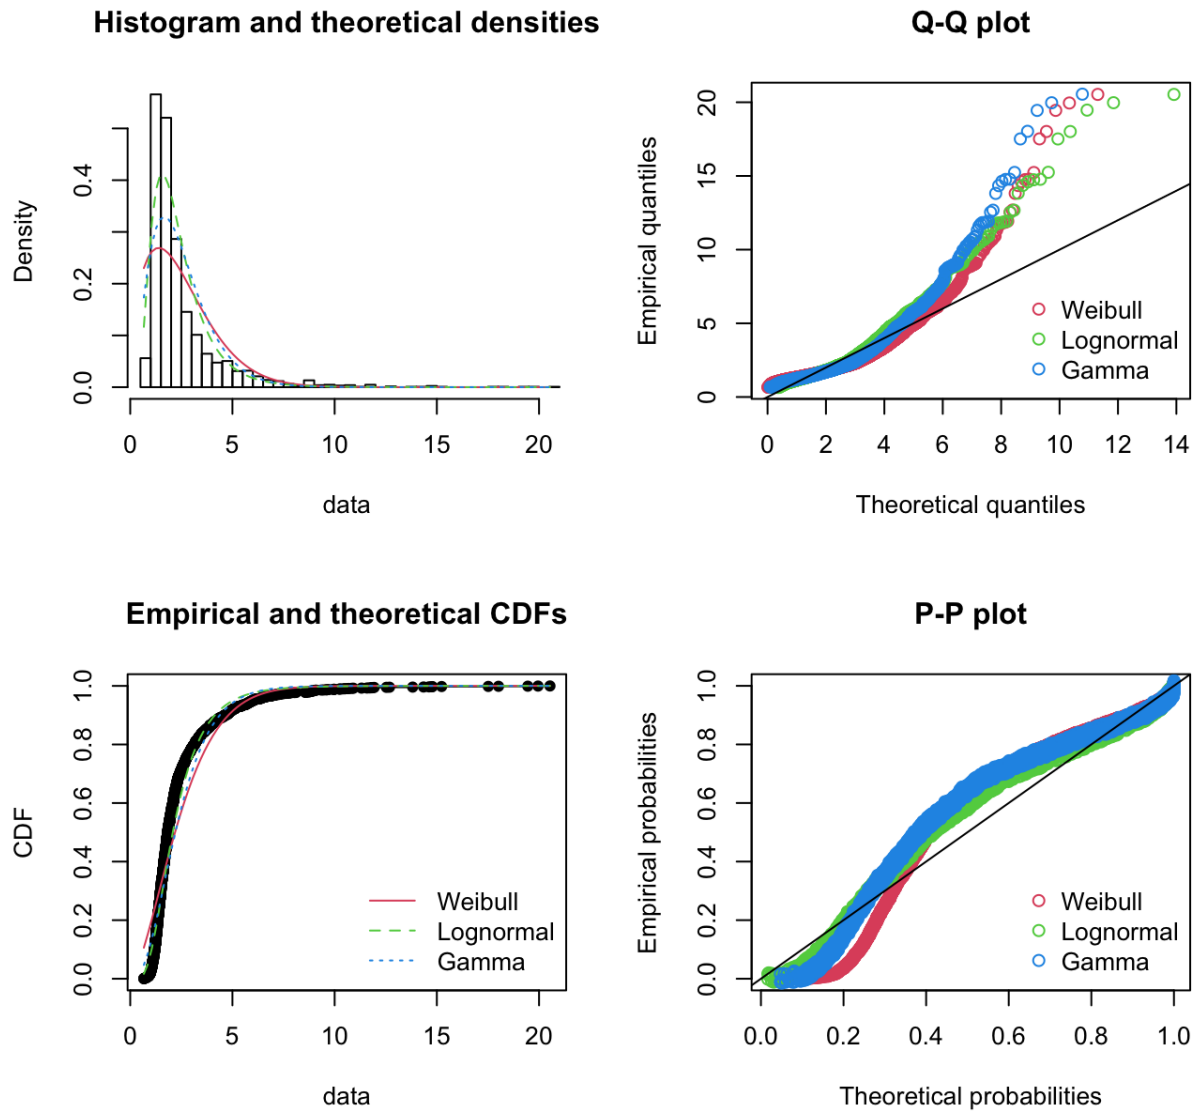 Histogram and theoretical densities
Density
0.0 0.2 0.4
0 5 10 15 20
data
Q-Q plot
Empirical quantiles
0 5 10 15 20
Weibull
Lognormal
Gamma
0 2 4 6 8 10 12 14
Theoretical quantiles
Empirical and theoretical CDFs
CDF
0.0 0.2 0.4 0.6 0.8 1.0
Weibull
Lognormal
Gamma
0 5 10 15 20
data
P-P plot
Empirical probabilities
0.0 0.2 0.4 0.6 0.8 1.0
Weibull
Lognormal
Gamma
0.0 0.2 0.4 0.6 0.8 1.0
Theoretical probabilities